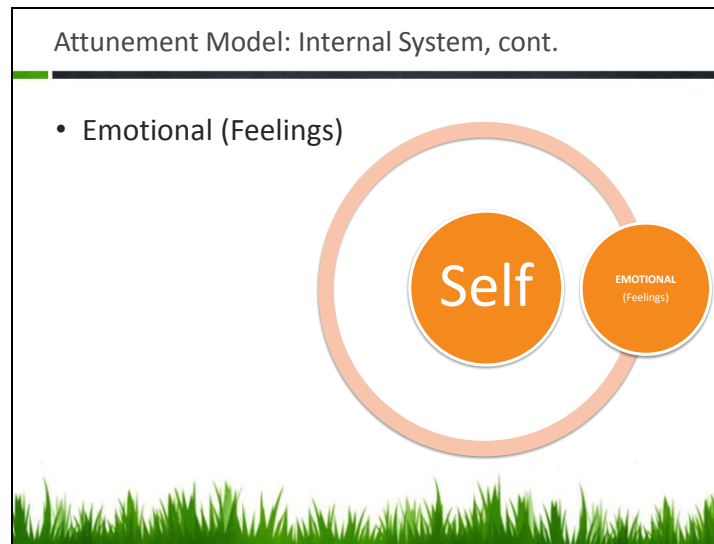 Attunement Model: Internal System, cont.
• Emotional (Feelings)
Self
EMOTIONAL
(Feelings)